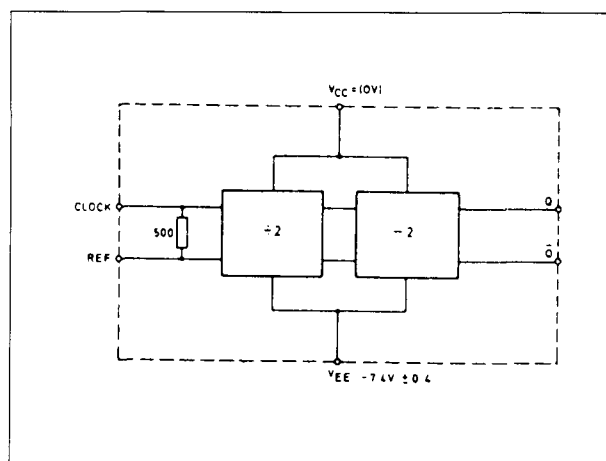 VCC = (0V)
CLOCK
500
REF
÷2
−2
Q
Q̄
VEE −7.4V ±0.4